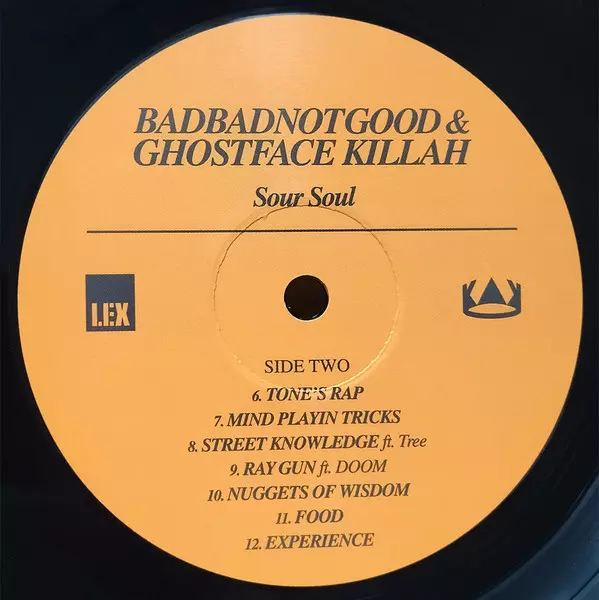 BADBADNOTGOOD &
GHOSTFACE KILLAH
Sour Soul
LEX
SIDE TWO
6. TONE'S RAP
7. MIND PLAYIN TRICKS
8. STREET KNOWLEDGE ft. Tree
9. RAY GUN ft. DOOM
10. NUGGETS OF WISDOM
11. FOOD
12. EXPERIENCE